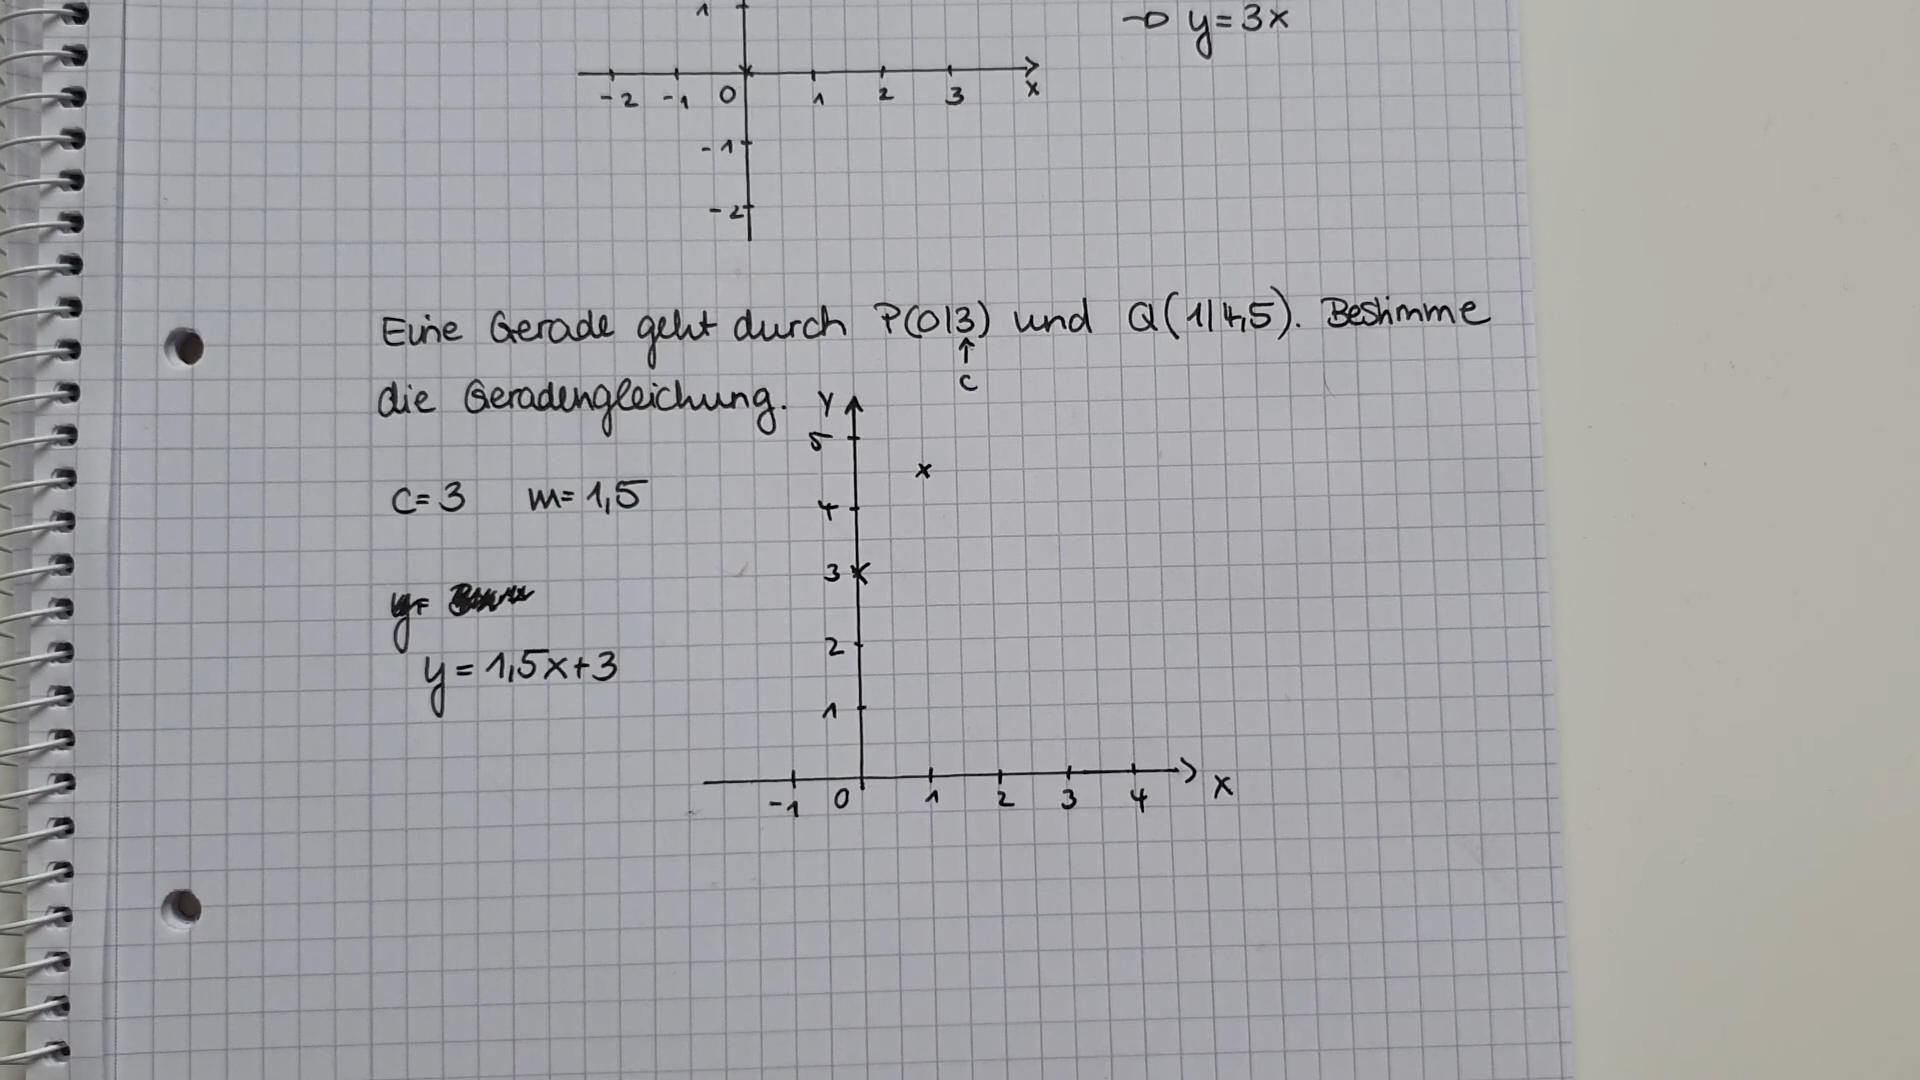 1
→ y = 3x
-2 -1 0 1 2 3 x
-1
-2
Eine Gerade geht durch P(0|3) und Q(1|4,5). Bestimme
↑
c
die Geradengleichung.
y
5
x
c = 3 m = 1,5
4
3 x
y =
2
y = 1,5x + 3
1
-1 0 1 2 3 4 x